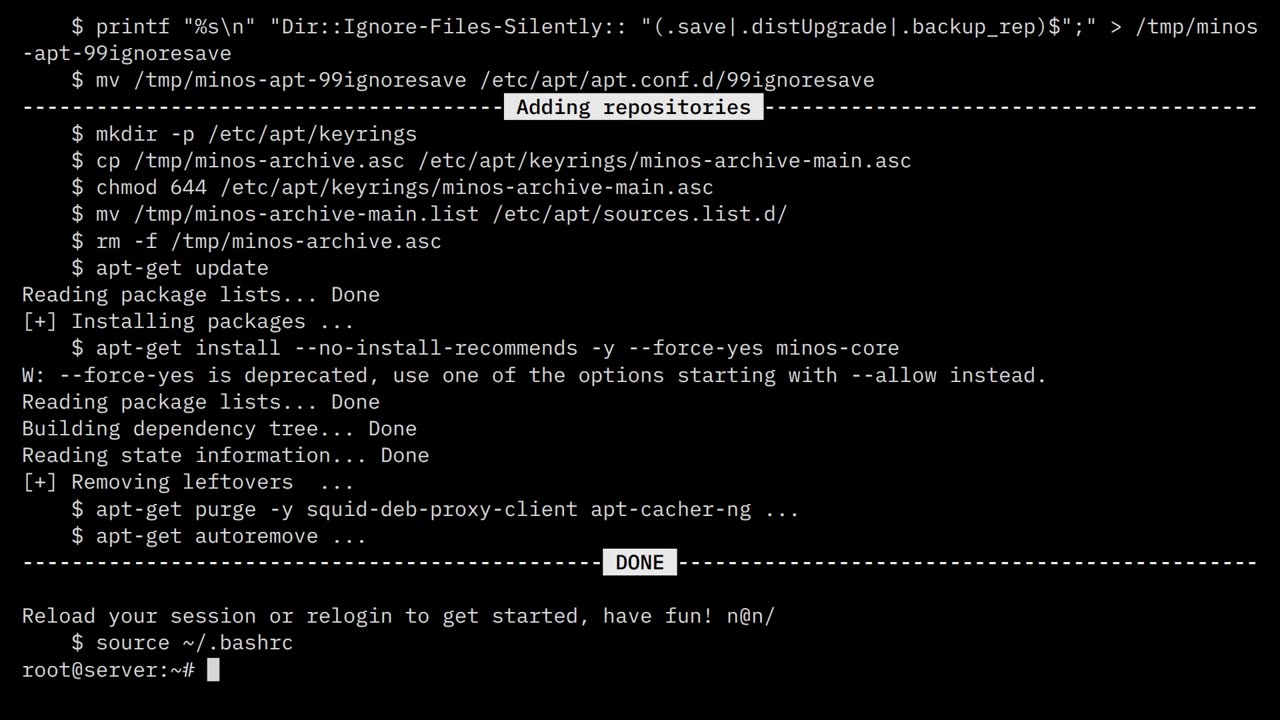 $ printf "%s\n" "Dir::Ignore-Files-Silently:: "(.save|.distUpgrade|.backup_rep)$";" > /tmp/minos
-apt-99ignoresave
$ mv /tmp/minos-apt-99ignoresave /etc/apt/apt.conf.d/99ignoresave
--------------------------------------- Adding repositories ----------------------------------------
$ mkdir -p /etc/apt/keyrings
$ cp /tmp/minos-archive.asc /etc/apt/keyrings/minos-archive-main.asc
$ chmod 644 /etc/apt/keyrings/minos-archive-main.asc
$ mv /tmp/minos-archive-main.list /etc/apt/sources.list.d/
$ rm -f /tmp/minos-archive.asc
$ apt-get update
Reading package lists... Done
[+] Installing packages ...
$ apt-get install --no-install-recommends -y --force-yes minos-core
W: --force-yes is deprecated, use one of the options starting with --allow instead.
Reading package lists... Done
Building dependency tree... Done
Reading state information... Done
[+] Removing leftovers  ...
$ apt-get purge -y squid-deb-proxy-client apt-cacher-ng ...
$ apt-get autoremove ...
----------------------------------------------- DONE -----------------------------------------------
Reload your session or relogin to get started, have fun! n@n/
$ source ~/.bashrc
root@server:~#